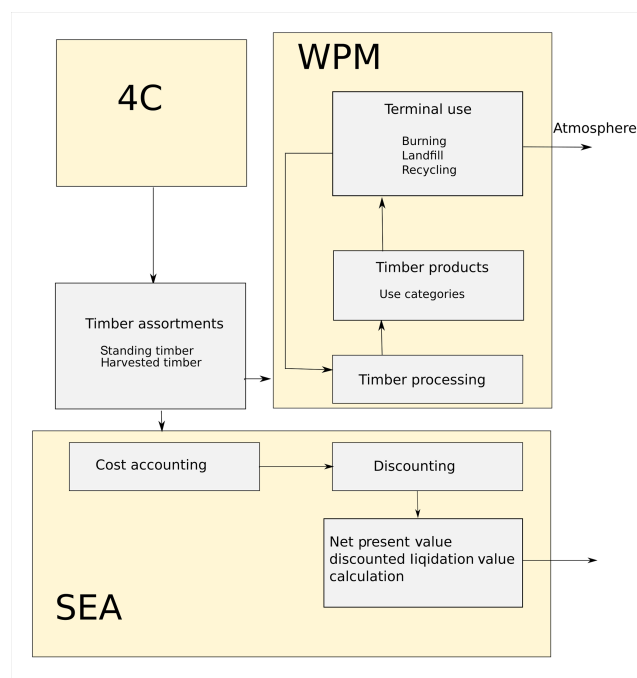 4C
WPM
Terminal use
Burning
Landfill
Recycling
Atmosphere
Timber products
Use categories
Timber processing
Timber assortments
Standing timber
Harvested timber
Cost accounting
Discounting
Net present value
discounted liqidation value
calculation
SEA